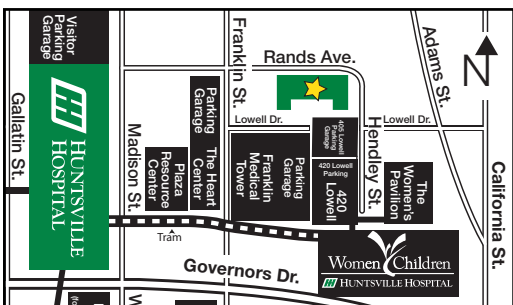 Visitor
Parking
Garage
HUNTSVILLE
HOSPITAL
Gallatin St.
Madison St.
Franklin St.
Rands Ave.
Adams St.
N
California St.
Parking
Garage
The Heart
Center
Plaza
Resource
Center
Lowell Dr.
Lowell Dr.
Parking
Garage
Franklin
Medical
Tower
405 Lowell
Parking
Garage
420 Lowell
Parking
420
Lowell
Hendley St.
The
Women's
Pavilion
Tram
Governors Dr.
Women Children
HUNTSVILLE HOSPITAL